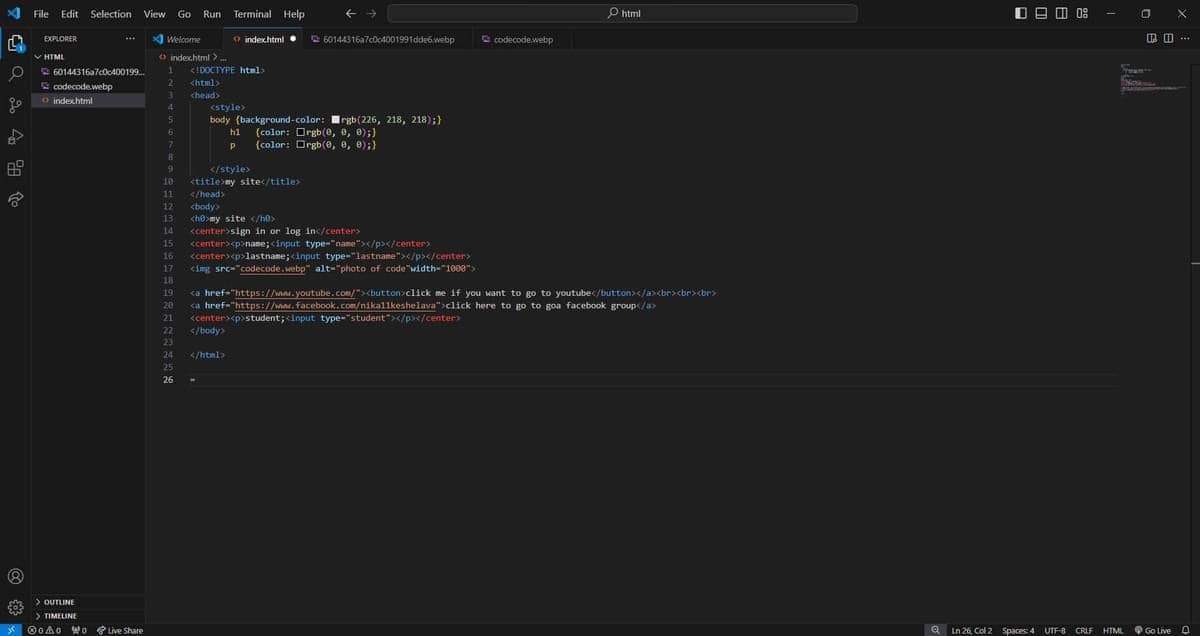 File Edit Selection View Go Run Terminal Help html
EXPLORER
Welcome index.html 60144316a7c0c4001991dde6.webp codecode.webp
HTML
60144316a7c0c400199...
codecode.webp
index.html
index.html > ...
1 <!DOCTYPE html>
2 <html>
3 <head>
4 <style>
5 body {background-color: rgb(226, 218, 218);}
6 h1 {color: rgb(0, 0, 0);}
7 p {color: rgb(0, 0, 0);}
8
9 </style>
10 <title>my site</title>
11 </head>
12 <body>
13 <h0>my site </h0>
14 <center>sign in or log in</center>
15 <center><p>name;<input type="name"></p></center>
16 <center><p>lastname;<input type="lastname"></p></center>
17 <img src="codecode.webp" alt="photo of code"width="1000">
18
19 <a href="https://www.youtube.com/"><button>click me if you want to go to youtube</button></a><br><br><br>
20 <a href="https://www.facebook.com/nika11keshelava">click here to go to goa facebook group</a>
21 <center><p>student;<input type="student"></p></center>
22 </body>
23
24 </html>
25
26 =
OUTLINE
TIMELINE
0 0 0 Live Share Ln 26, Col 2 Spaces: 4 UTF-8 CRLF HTML Go Live